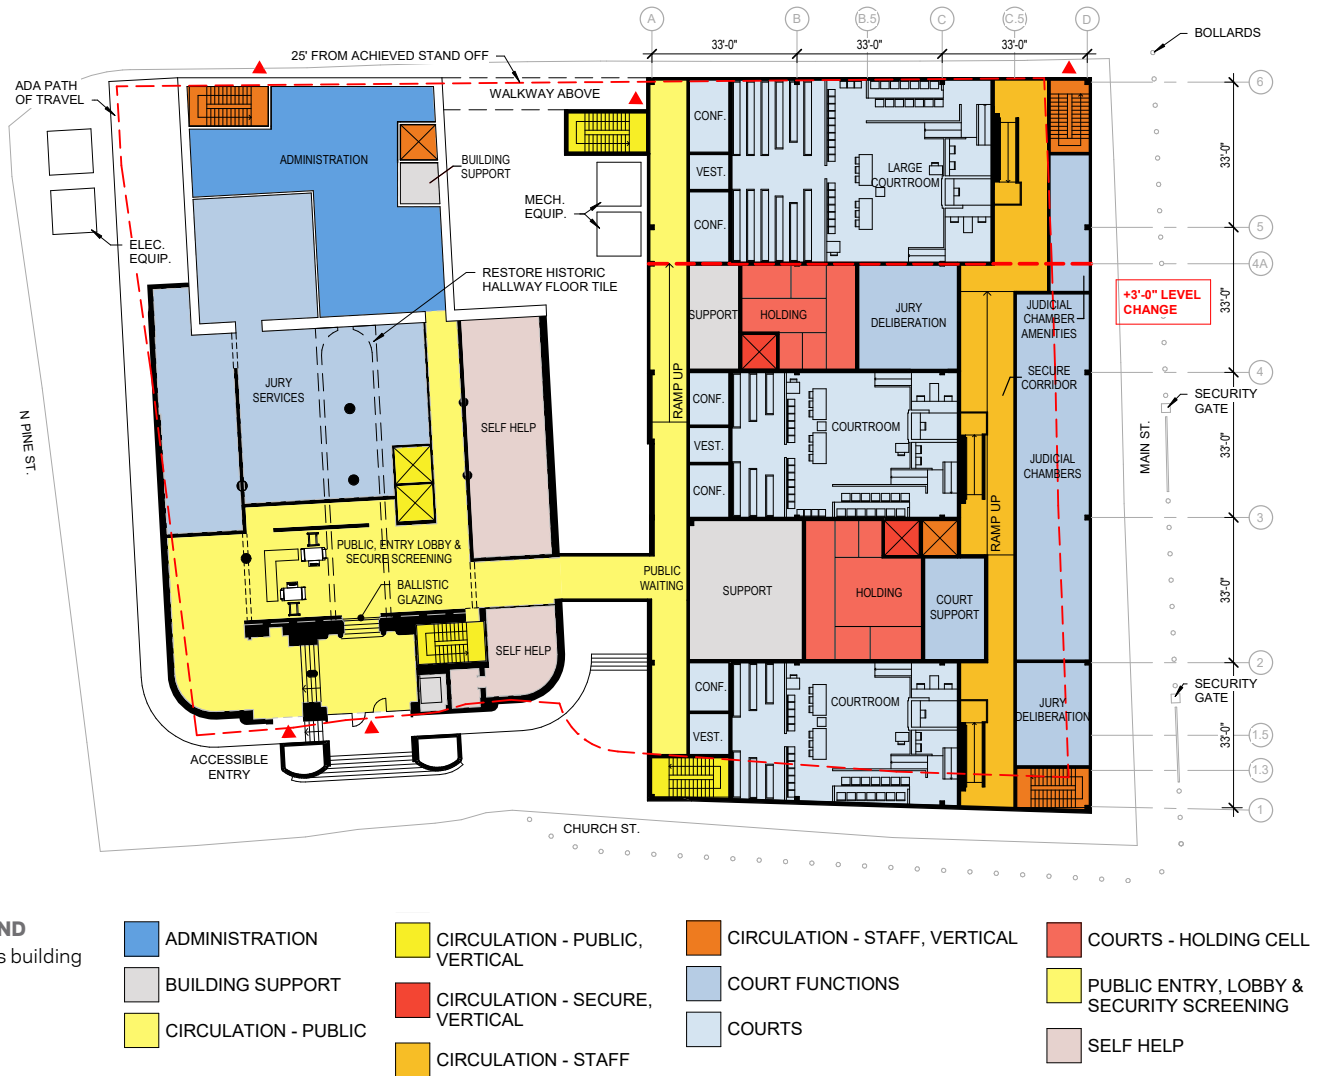 A
B
B.5
C
C.5
D
33'-0"
33'-0"
33'-0"
BOLLARDS
25' FROM ACHIEVED STAND OFF
WALKWAY ABOVE
ADA PATH
OF TRAVEL
6
ADMINISTRATION
BUILDING
SUPPORT
MECH.
EQUIP.
ELEC.
EQUIP.
CONF.
VEST.
CONF.
LARGE
COURTROOM
33'-0"
5
4A
RESTORE HISTORIC
HALLWAY FLOOR TILE
SUPPORT
HOLDING
JURY
DELIBERATION
JUDICIAL
CHAMBER
AMENITIES
+3'-0" LEVEL
CHANGE
33'-0"
RAMP UP
SECURE
CORRIDOR
4
JURY
SERVICES
SELF HELP
N PINE ST.
CONF.
VEST.
CONF.
COURTROOM
JUDICIAL
CHAMBERS
MAIN ST.
SECURITY
GATE
33'-0"
RAMP UP
3
PUBLIC, ENTRY LOBBY &
SECURE SCREENING
BALLISTIC
GLAZING
PUBLIC
WAITING
SUPPORT
HOLDING
COURT
SUPPORT
33'-0"
2
SELF HELP
CONF.
VEST.
COURTROOM
JURY
DELIBERATION
SECURITY
GATE
33'-0"
1.5
1.3
1
ACCESSIBLE
ENTRY
CHURCH ST.
ND
s building
ADMINISTRATION
BUILDING SUPPORT
CIRCULATION - PUBLIC
CIRCULATION - PUBLIC,
VERTICAL
CIRCULATION - SECURE,
VERTICAL
CIRCULATION - STAFF
CIRCULATION - STAFF, VERTICAL
COURT FUNCTIONS
COURTS
COURTS - HOLDING CELL
PUBLIC ENTRY, LOBBY &
SECURITY SCREENING
SELF HELP